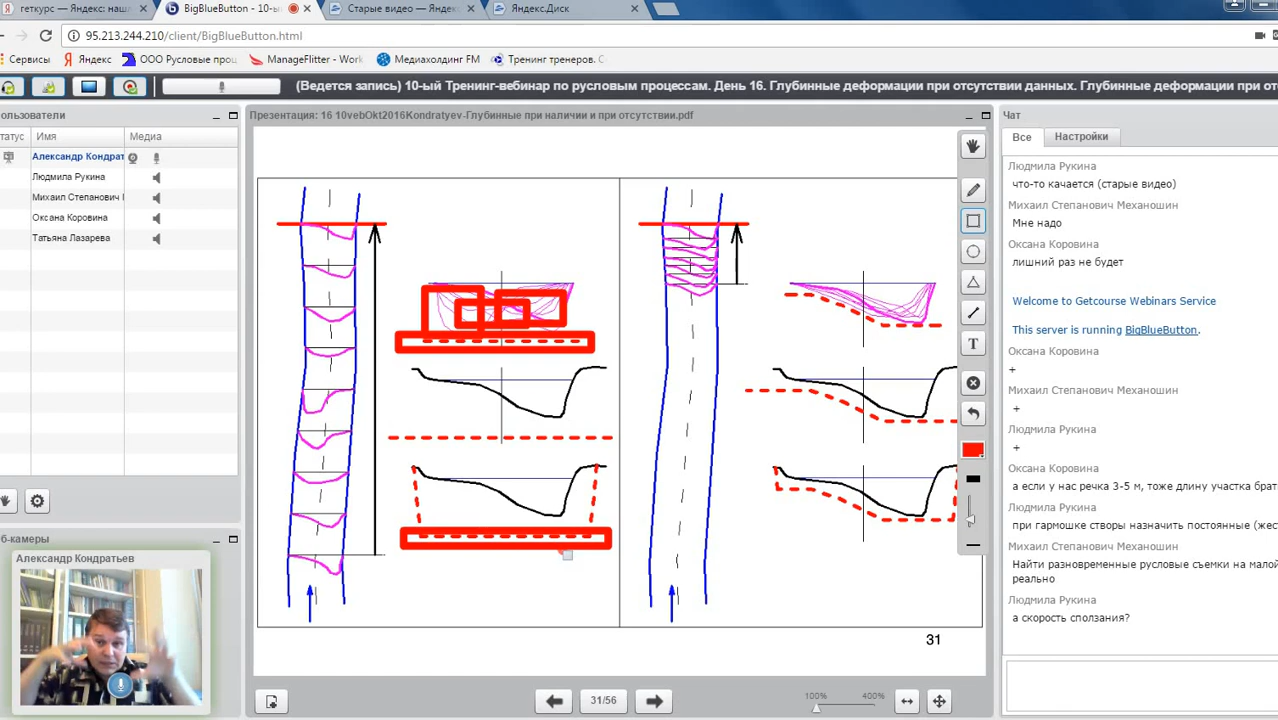 геткурс — Яндекс: наш
BigBlueButton - 10-ы
Старые видео — Яндекс.
Яндекс.Диск
95.213.244.210/client/BigBlueButton.html
Сервисы
Яндекс
ООО Русловые проц
ManageFlitter - Work
Медиахолдинг FM
Тренинг тренеров. С
(Ведется запись) 10-ый Тренинг-вебинар по русловым процессам. День 16. Глубинные деформации при отсутствии данных. Глубинные деформации при от
ользователи
татус
Имя
Медиа
Александр Кондрат
Людмила Рукина
Михаил Степанович
Оксана Коровина
Татьяна Лазарева
б-камеры
Александр Кондратьев
Презентация: 16 10vebOkt2016Kondratyev-Глубинные при наличии и при отсутствии.pdf
31
31/56
100%
400%
T
Чат
Все
Настройки
Людмила Рукина
что-то качается (старые видео)
Михаил Степанович Механошин
Мне надо
Оксана Коровина
лишний раз не будет
Welcome to Getcourse Webinars Service
This server is running BigBlueButton.
Оксана Коровина
+
Михаил Степанович Механошин
+
Людмила Рукина
+
Оксана Коровина
а если у нас речка 3-5 м, тоже длину участка брат
Людмила Рукина
при гармошке створы назначить постоянные (жес
Михаил Степанович Механошин
Найти разновременные русловые съемки на малой
реально
Людмила Рукина
а скорость сползания?